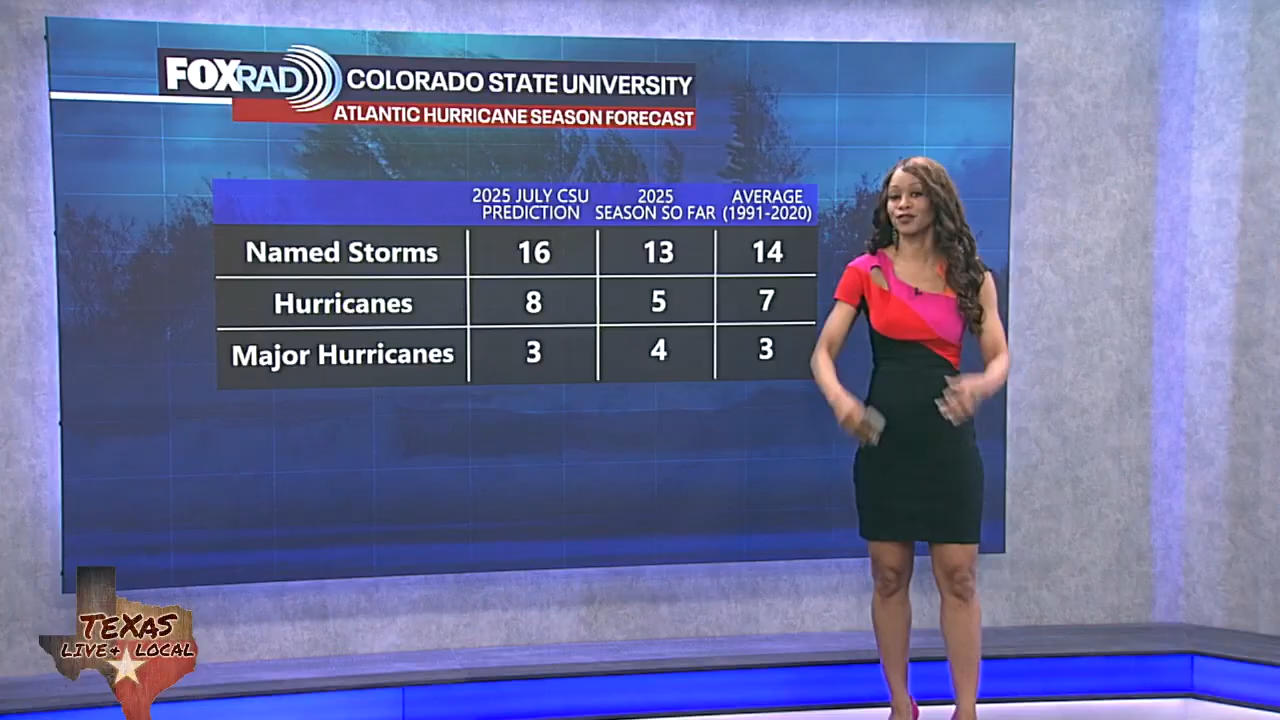 FOXRAD COLORADO STATE UNIVERSITY
ATLANTIC HURRICANE SEASON FORECAST
2025 JULY CSU PREDICTION 2025 SEASON SO FAR AVERAGE (1991-2020)
Named Storms 16 13 14
Hurricanes 8 5 7
Major Hurricanes 3 4 3
TEXAS
LIVE & LOCAL